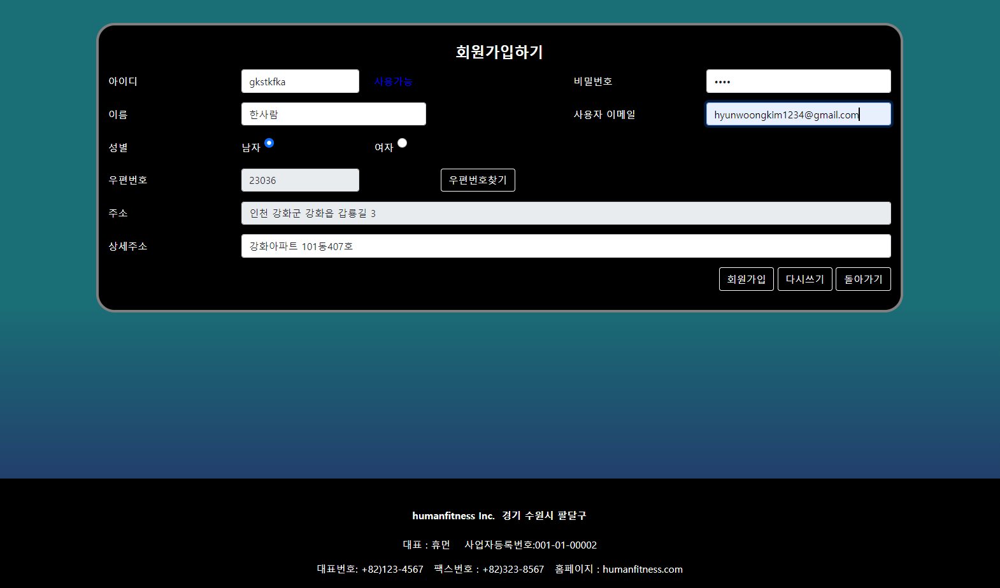 회원가입하기
아이디 gkstkfka 사용가능 비밀번호 ••••
이름 한사람 사용자 이메일 hyunwoongkim1234@gmail.com
성별 남자 여자
우편번호 23036 우편번호찾기
주소 인천 강화군 강화읍 갑룡길 3
상세주소 강화아파트 101동407호
회원가입 다시쓰기 돌아가기
humanfitness Inc. 경기 수원시 팔달구
대표 : 휴먼 사업자등록번호:001-01-00002
대표번호: +82)123-4567 팩스번호 : +82)323-8567 홈페이지 : humanfitness.com